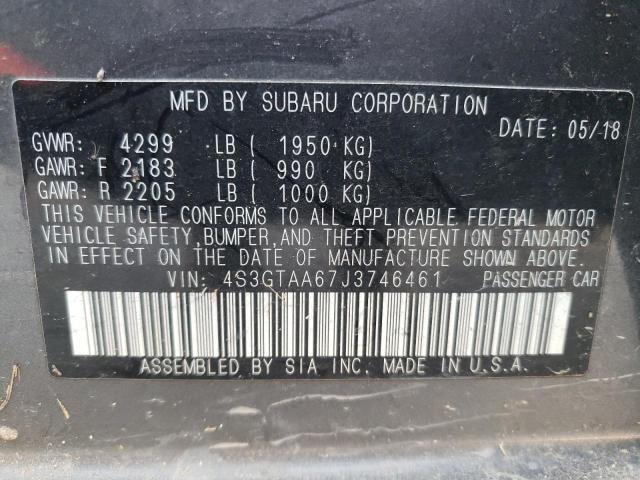 MFD BY SUBARU CORPORATION
DATE: 05/18
GVWR: 4299 LB ( 1950 KG)
GAWR: F 2183 LB ( 990 KG)
GAWR: R 2205 LB ( 1000 KG)
THIS VEHICLE CONFORMS TO ALL APPLICABLE FEDERAL MOTOR
VEHICLE SAFETY, BUMPER, AND THEFT PREVENTION STANDARDS
IN EFFECT ON THE DATE OF MANUFACTURE SHOWN ABOVE.
VIN: 4S3GTAA67J3746461 PASSENGER CAR
ASSEMBLED BY SIA INC. MADE IN U.S.A.